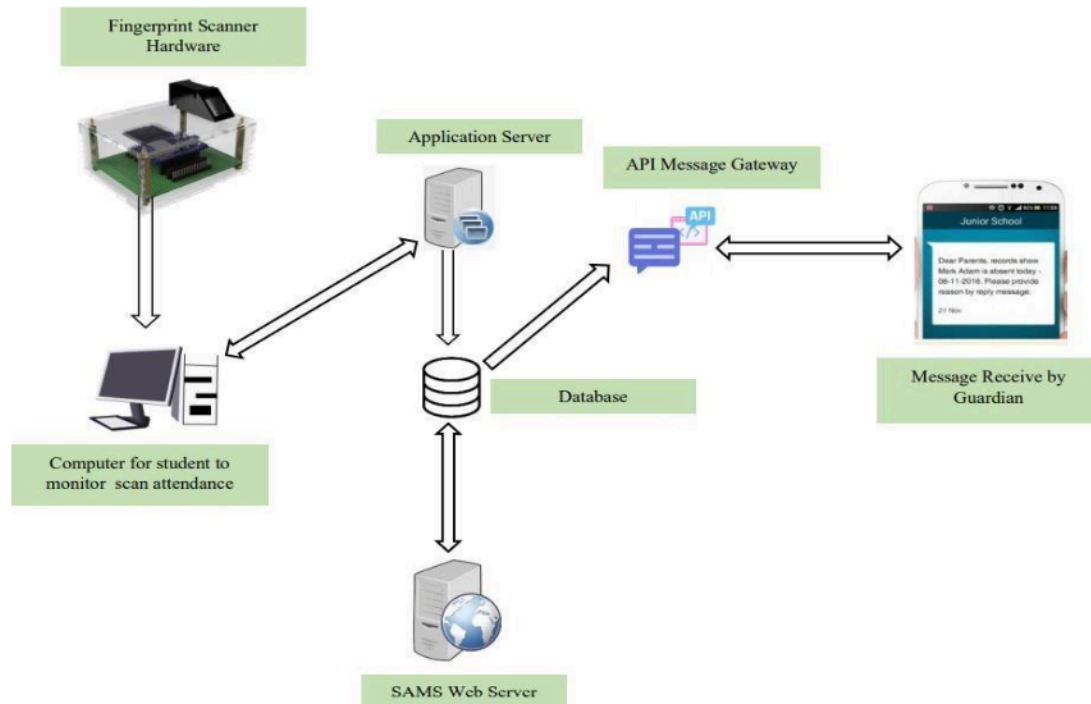 Fingerprint Scanner
Hardware
Application Server
API Message Gateway
API
</>
Junior School
Dear Parents, records show
Mark Adam is absent today -
06-11-2016. Please provide
reason by reply message.
21 Nov
Database
Message Receive by
Guardian
Computer for student to
monitor scan attendance
SAMS Web Server